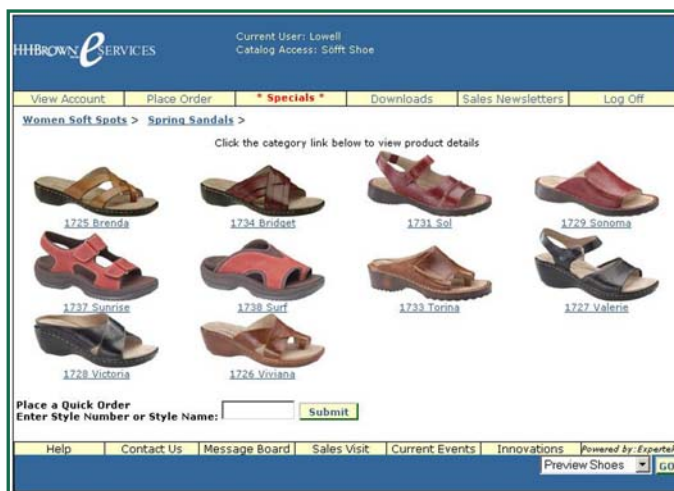 Current User: Lowell
HHBROWN eSERVICES
Catalog Access: Söfft Shoe
View Account Place Order * Specials * Downloads Sales Newsletters Log Off
Women Soft Spots > Spring Sandals >
Click the category link below to view product details
1725 Brenda 1734 Bridget 1731 Sol 1729 Sonoma
1737 Sunrise 1738 Surf 1733 Torina 1727 Valerie
1728 Victoria 1726 Viviana
Place a Quick Order
Enter Style Number or Style Name: Submit
Help Contact Us Message Board Sales Visit Current Events Innovations Powered by:Expertek
Preview Shoes GO